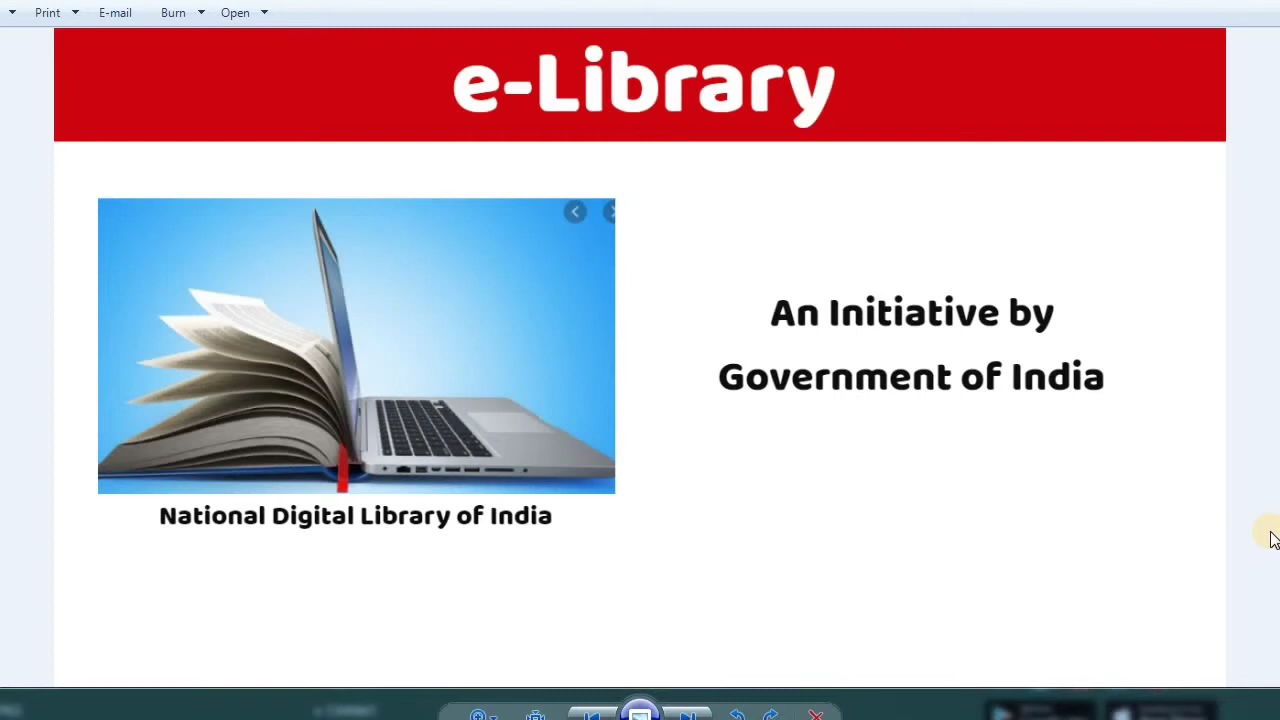 Print
E-mail
Burn
Open
e-Library
An Initiative by
Government of India
National Digital Library of India